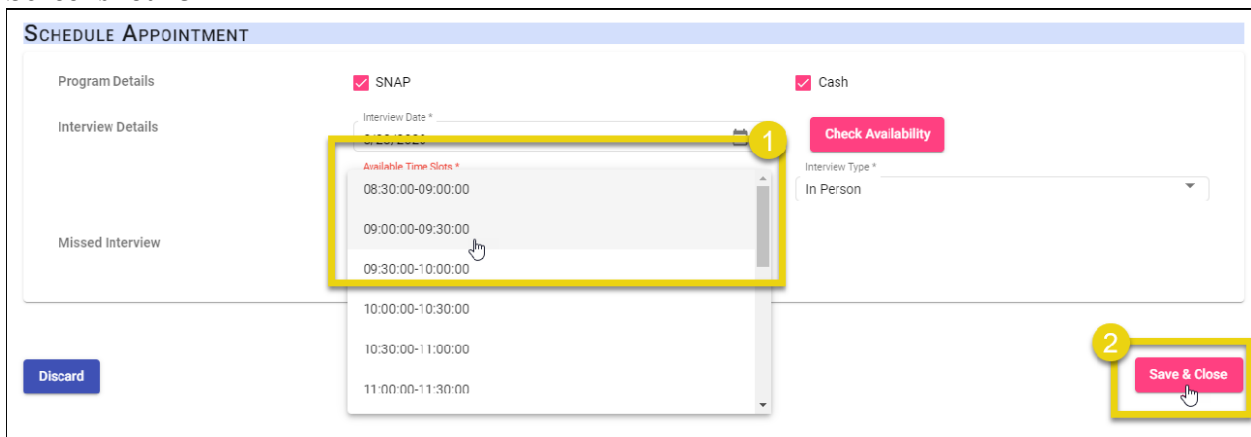 SCHEDULE APPOINTMENT
Program Details
SNAP
Cash
Interview Details
Interview Date *
Check Availability
1
Available Time Slots *
Interview Type *
08:30:00-09:00:00
In Person
09:00:00-09:30:00
Missed Interview
09:30:00-10:00:00
10:00:00-10:30:00
10:30:00-11:00:00
2
Discard
Save & Close
11:00:00-11:30:00